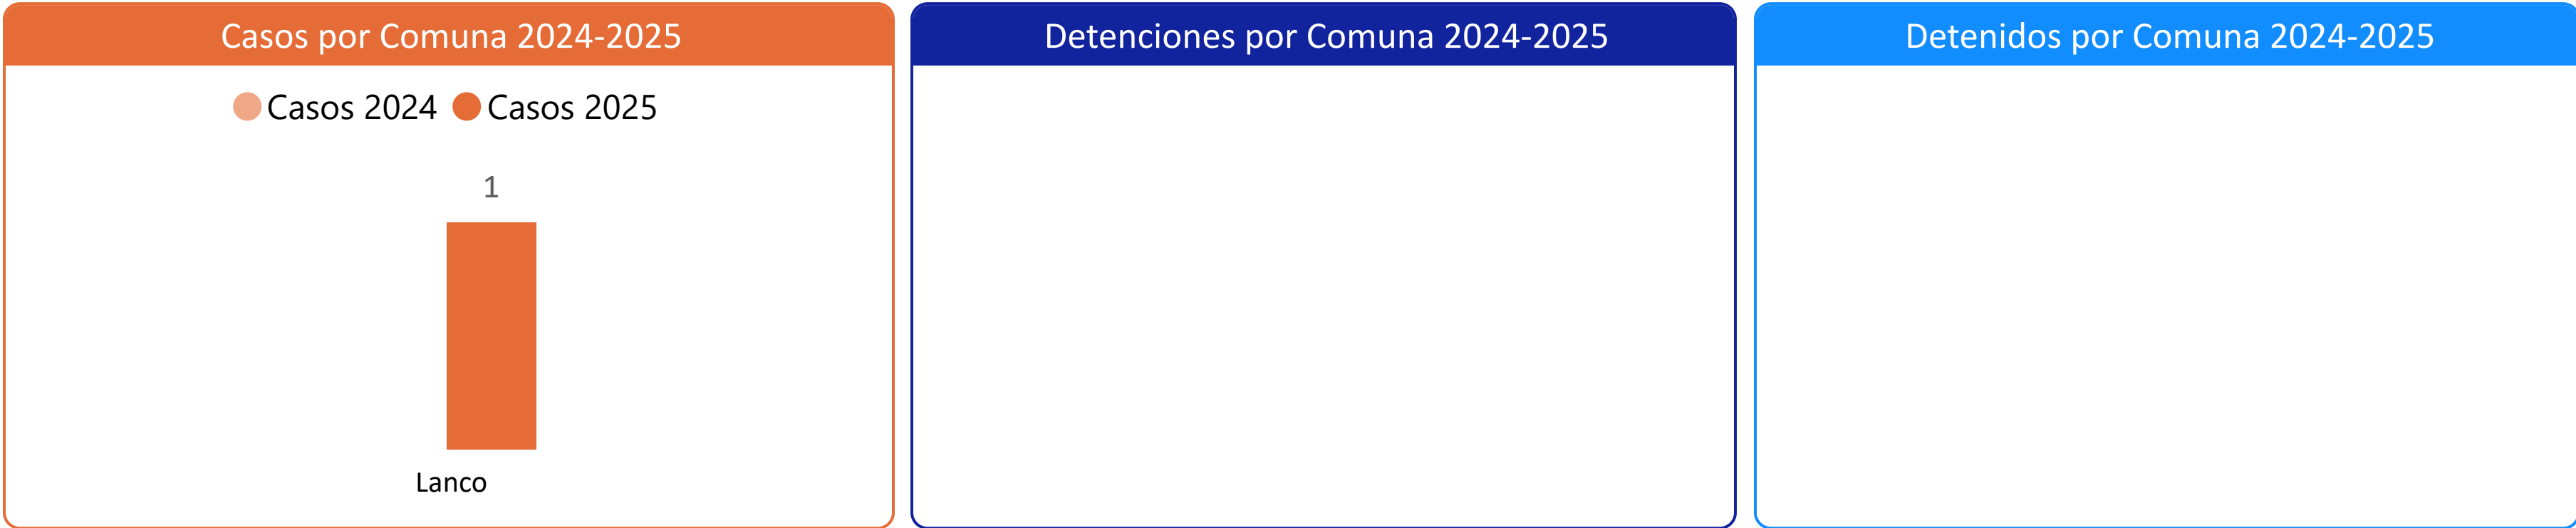 Casos por Comuna 2024-2025
Casos 2024 Casos 2025
1
Lanco
Detenciones por Comuna 2024-2025
Detenidos por Comuna 2024-2025